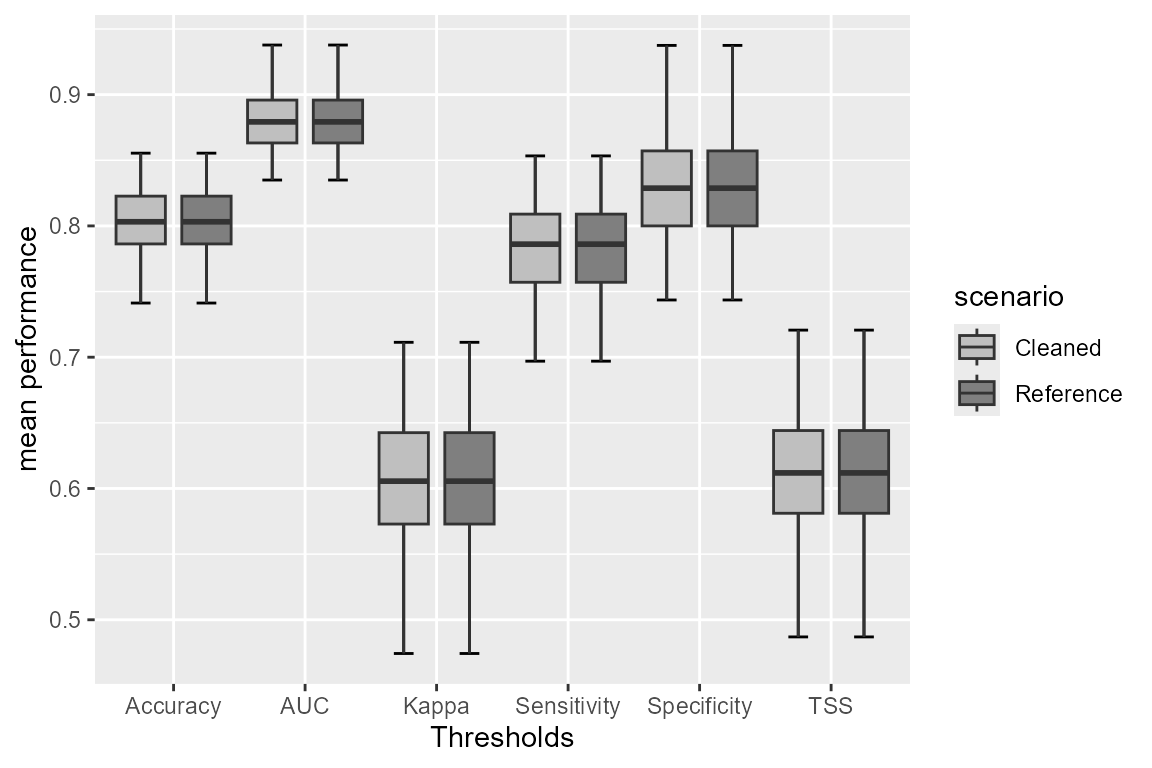 mean performance
0.9
0.8
0.7
0.6
0.5
Accuracy
AUC
Kappa
Sensitivity
Specificity
TSS
Thresholds
scenario
Cleaned
Reference